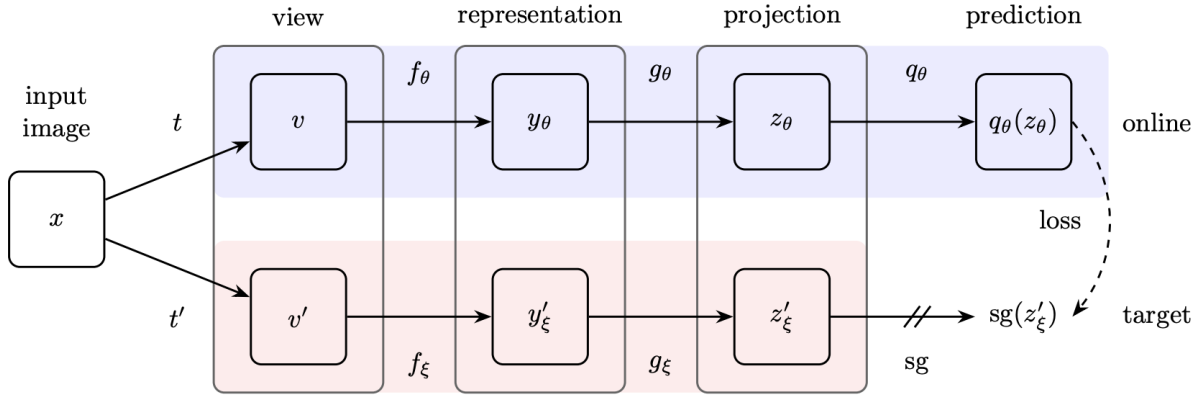 view
representation
projection
prediction
input
image
t
f_θ
g_θ
q_θ
x
v
y_θ
z_θ
q_θ(z_θ)
online
loss
t′
v′
y′_ξ
z′_ξ
sg(z′_ξ)
target
f_ξ
g_ξ
sg